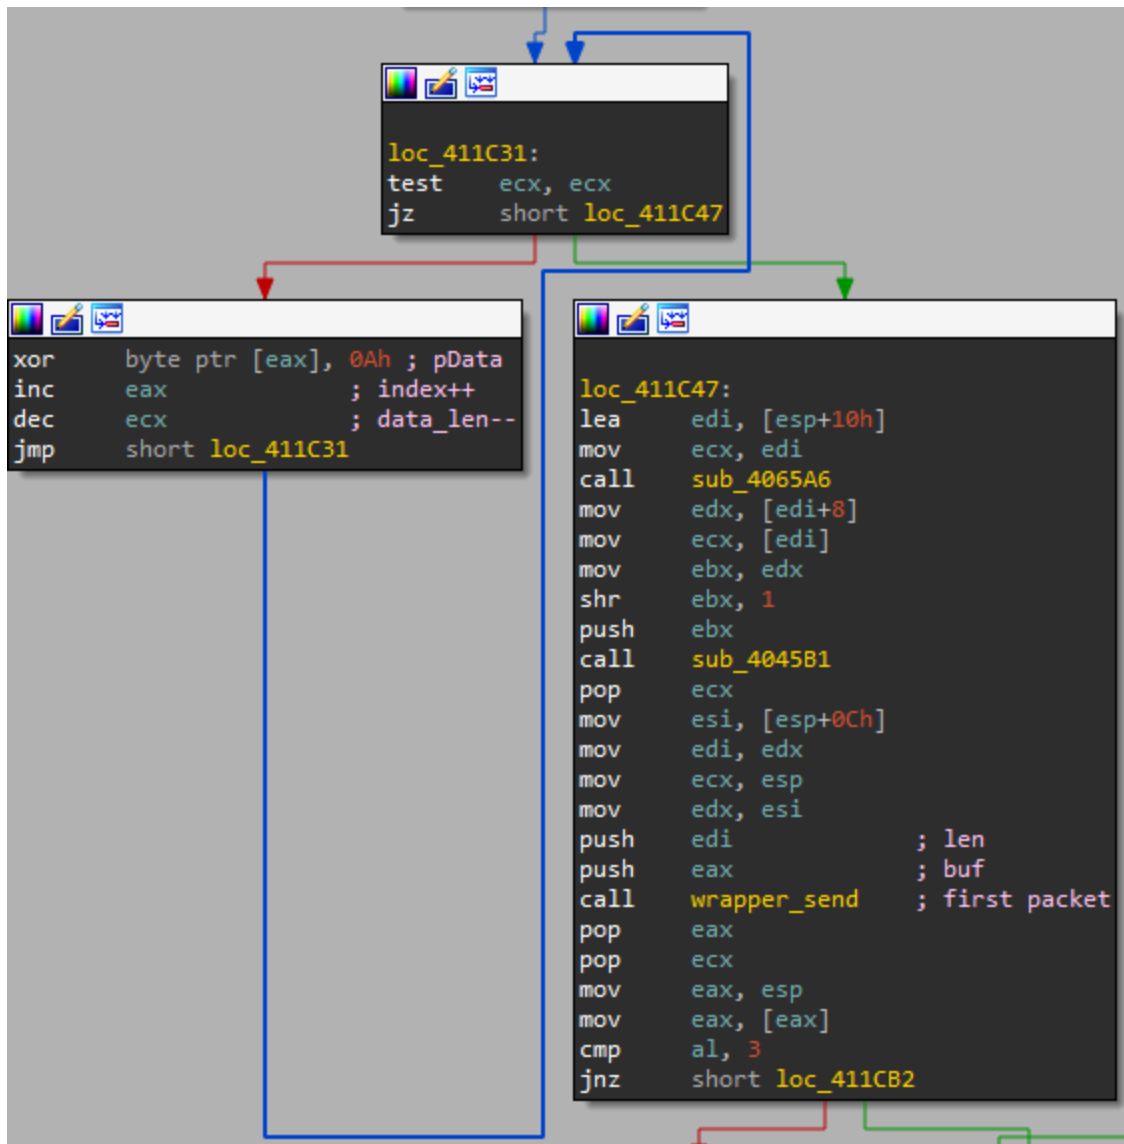 loc_411C31:
test ecx, ecx
jz short loc_411C47
xor byte ptr [eax], 0Ah ; pData
inc eax ; index++
dec ecx ; data_len--
jmp short loc_411C31
loc_411C47:
lea edi, [esp+10h]
mov ecx, edi
call sub_4065A6
mov edx, [edi+8]
mov ecx, [edi]
mov ebx, edx
shr ebx, 1
push ebx
call sub_4045B1
pop ecx
mov esi, [esp+0Ch]
mov edi, edx
mov ecx, esp
mov edx, esi
push edi ; len
push eax ; buf
call wrapper_send ; first packet
pop eax
pop ecx
mov eax, esp
mov eax, [eax]
cmp al, 3
jnz short loc_411CB2